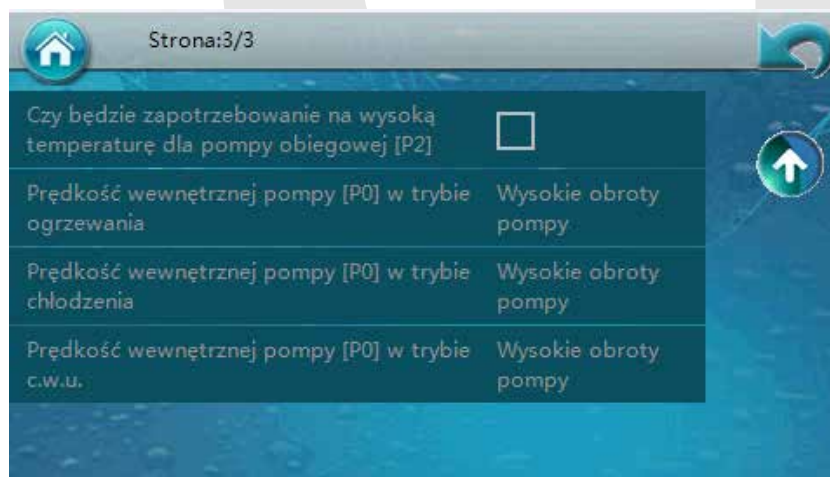 Strona:3/3
Czy będzie zapotrzebowanie na wysoką
temperaturę dla pompy obiegowej [P2]
Prędkość wewnętrznej pompy [P0] w trybie
ogrzewania
Wysokie obroty
pompy
Prędkość wewnętrznej pompy [P0] w trybie
chłodzenia
Wysokie obroty
pompy
Prędkość wewnętrznej pompy [P0] w trybie
c.w.u.
Wysokie obroty
pompy